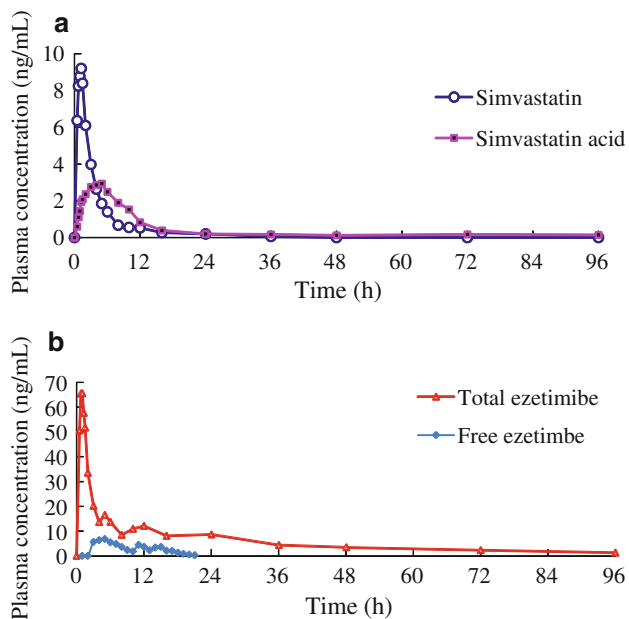 a
Plasma concentration (ng/mL)
10
8
6
4
2
0
Simvastatin
Simvastatin acid
0 12 24 36 48 60 72 84 96
Time (h)
b
Plasma concentration (ng/mL)
70
60
50
40
30
20
10
0
Total ezetimibe
Free ezetimbe
0 12 24 36 48 60 72 84 96
Time (h)